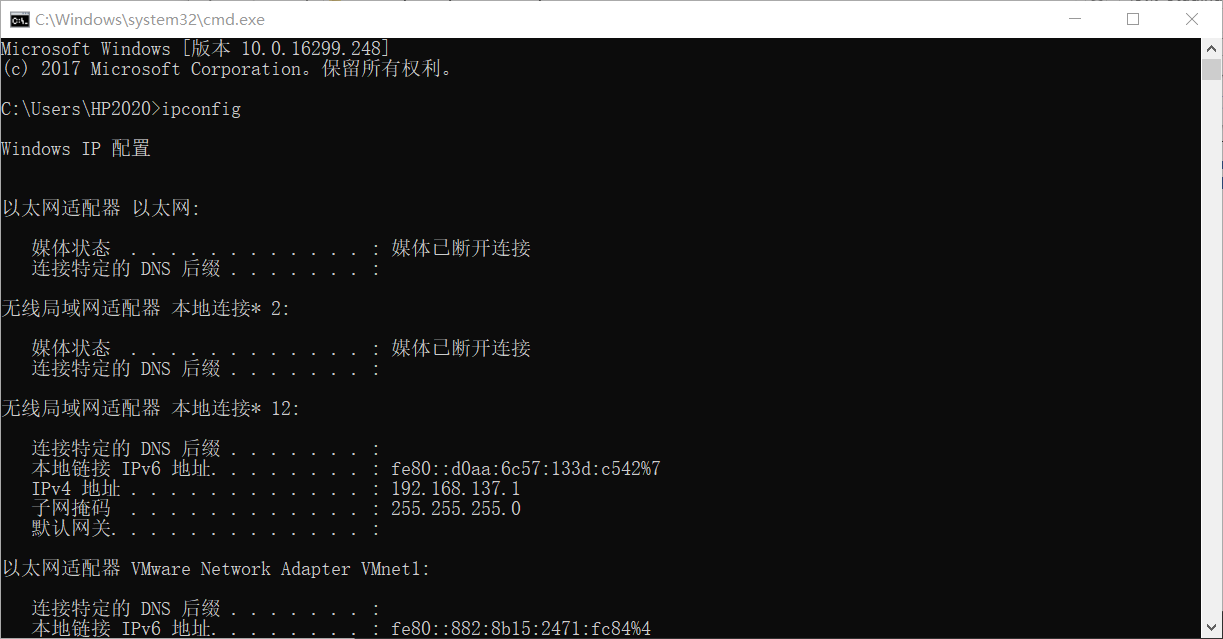 C:\Windows\system32\cmd.exe
Microsoft Windows [版本 10.0.16299.248]
(c) 2017 Microsoft Corporation。保留所有权利。
C:\Users\HP2020>ipconfig
Windows IP 配置
以太网适配器 以太网:
媒体状态  . . . . . . . . . . . . : 媒体已断开连接
连接特定的 DNS 后缀 . . . . . . . :
无线局域网适配器 本地连接* 2:
媒体状态  . . . . . . . . . . . . : 媒体已断开连接
连接特定的 DNS 后缀 . . . . . . . :
无线局域网适配器 本地连接* 12:
连接特定的 DNS 后缀 . . . . . . . :
本地链接 IPv6 地址. . . . . . . . : fe80::d0aa:6c57:133d:c542%7
IPv4 地址 . . . . . . . . . . . . : 192.168.137.1
子网掩码  . . . . . . . . . . . . : 255.255.255.0
默认网关. . . . . . . . . . . . . :
以太网适配器 VMware Network Adapter VMnet1:
连接特定的 DNS 后缀 . . . . . . . :
本地链接 IPv6 地址. . . . . . . . : fe80::882:8b15:2471:fc84%4